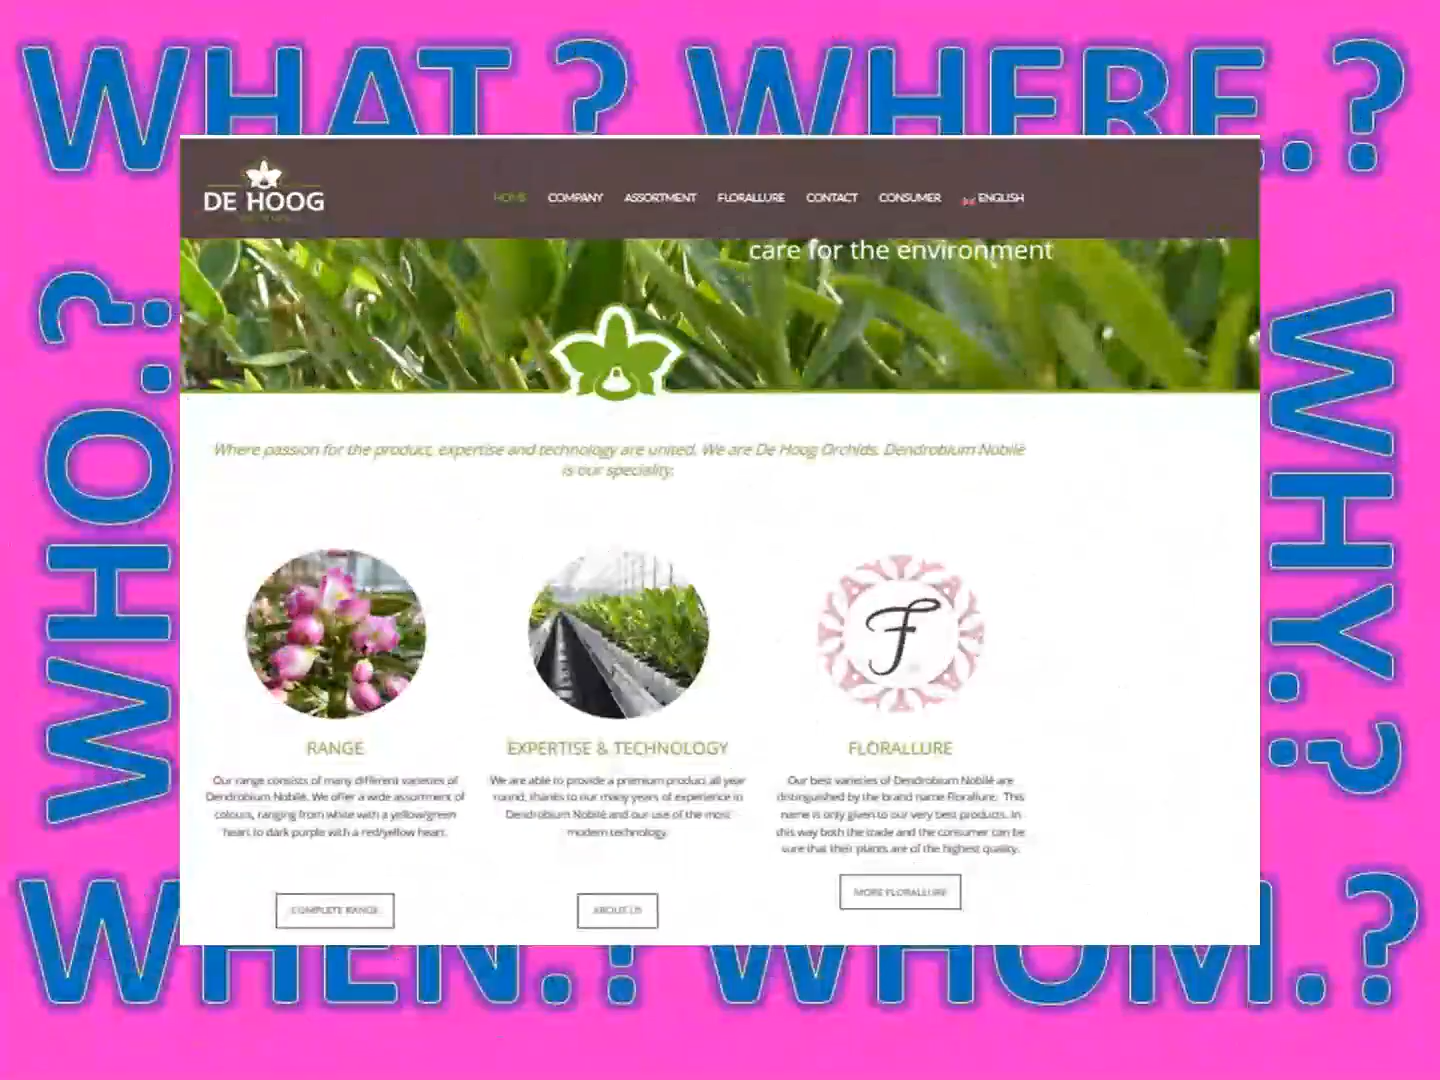 WHAT.? WHERE.?
WHO.?
WHY.?
WHEN.? WHOM.?
DE HOOG
HOME COMPANY ASSORTMENT FLORALLURE CONTACT CONSUMER ENGLISH
care for the environment
Where passion for the product, expertise and technology are united. We are De Hoog Orchids. Dendrobium Nobilé
is our speciality.
RANGE
Our range consists of many different varieties of
Dendrobium Nobilé. We offer a wide assortment of
colours, ranging from white with a yellow/green
heart to dark purple with a red/yellow heart.
COMPLETE RANGE
EXPERTISE & TECHNOLOGY
We are able to provide a premium product all year
round, thanks to our many years of experience in
Dendrobium Nobilé and our use of the most
modern technology.
ABOUT US
F
FLORALLURE
Our best varieties of Dendrobium Nobilé are
distinguished by the brand name Florallure. This
name is only given to our very best products. In
this way both the trade and the consumer can be
sure that their plants are of the highest quality.
MORE FLORALLURE